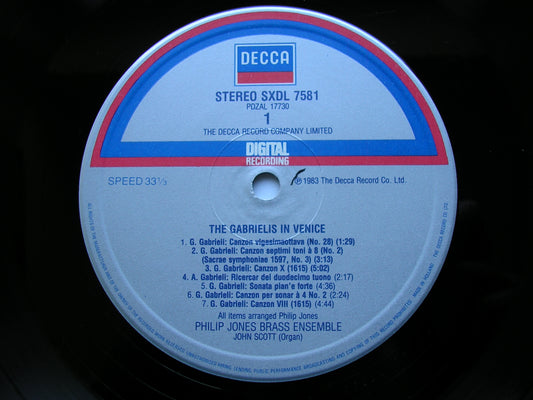 DECCA
STEREO SXDL 7581
PDZAL 17730
1
THE DECCA RECORD COMPANY LIMITED
DIGITAL
RECORDING
SPEED 33⅓
℗1983 The Decca Record Co. Ltd.
THE GABRIELIS IN VENICE
1. G. Gabrieli: Canzon vigesimaottava (No. 28) (1:29)
2. G. Gabrieli: Canzon septimi toni à 8 (No. 2)
(Sacrae symphoniae 1597, No. 3) (3:13)
3. G. Gabrieli: Canzon X (1615) (5:02)
4. A. Gabrieli: Ricercar del duodecimo tuono (2:17)
5. G. Gabrieli: Sonata pian'e forte (4:36)
6. G. Gabrieli: Canzon per sonar à 4 No. 2 (2:24)
7. G. Gabrieli: Canzon VIII (1615) (4:44)
All items arranged Philip Jones
PHILIP JONES BRASS ENSEMBLE
JOHN SCOTT (Organ)
MADE IN HOLLAND